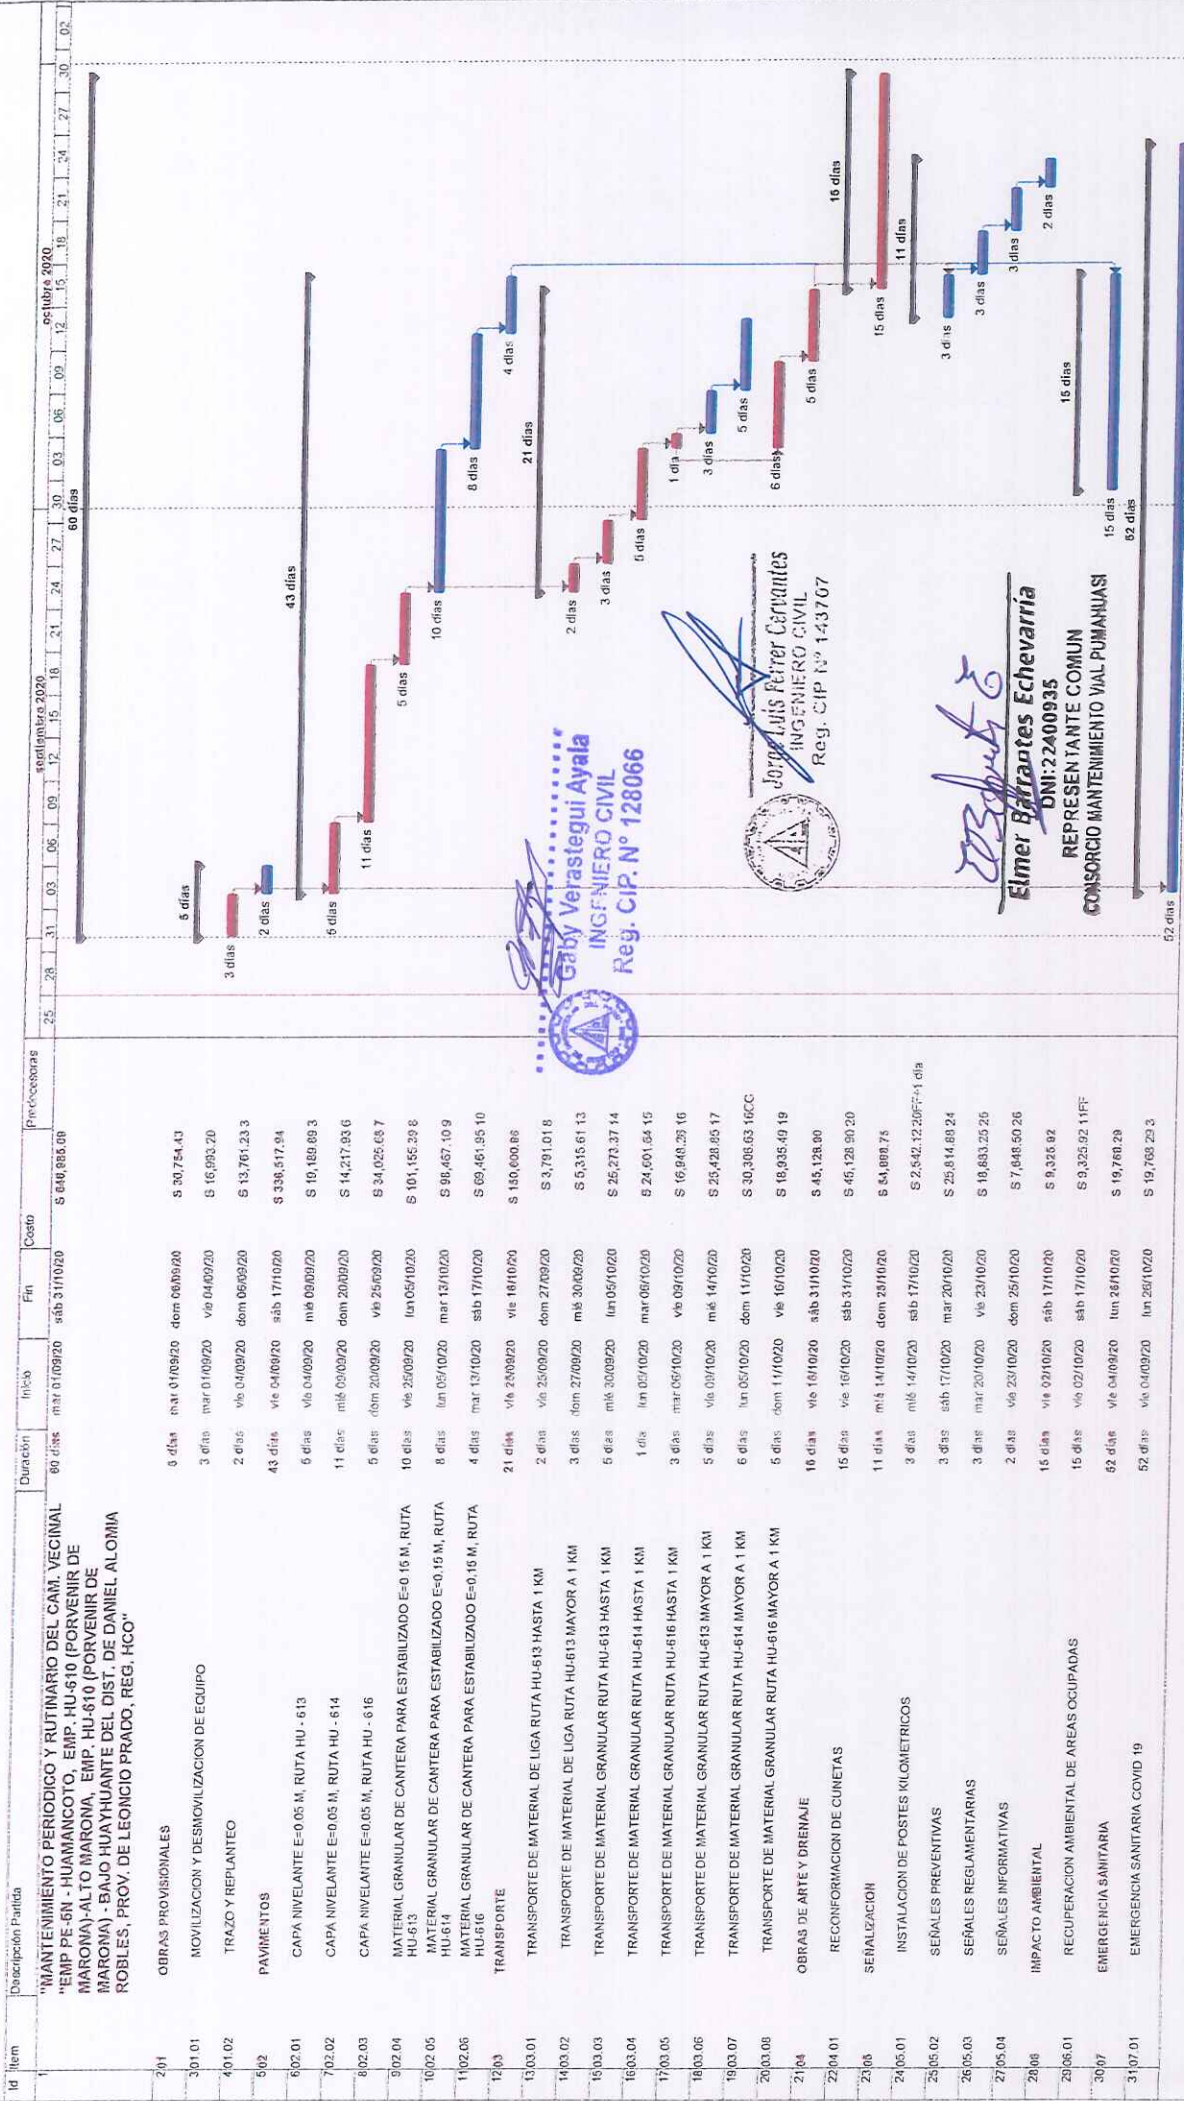 Id Item Descripción Partida Duración Inicio Fin Costo Predecesoras
septiembre 2020 octubre 2020
25 28 31 03 06 09 12 15 18 21 24 27 30 03 06 09 12 15 18 21 24 27 30 02
1 "MANTENIMIENTO PERIODICO Y RUTINARIO DEL CAM. VECINAL 60 días mar 01/09/20 sáb 31/10/20
"EMP PE-5N - HUAMANCOTO, EMP. HU-610 (PORVENIR DE
MARONA)-ALTO MARONA, EMP. HU-610 (PORVENIR DE
MARONA) - BAJO HUAYHUANTE DEL DIST. DE DANIEL ALOMIA
ROBLES, PROV. DE LEONCIO PRADO, REG. HCO"
2 01 OBRAS PROVISIONALES 5 días mar 01/09/20 dom 06/09/20 S 30,754.43
3 01.01 MOVILIZACION Y DESMOVILIZACION DE EQUIPO 3 días mar 01/09/20 vie 04/09/20 S 16,993.20
4 01.02 TRAZO Y REPLANTEO 2 días vie 04/09/20 dom 06/09/20 S 13,761.23 3
5 02 PAVIMENTOS 43 días vie 04/09/20 sáb 17/10/20 S 336,517.94
6 02.01 CAPA NIVELANTE E=0.05 M, RUTA HU - 613 5 días vie 04/09/20 mié 09/09/20 S 19,189.89 3
7 02.02 CAPA NIVELANTE E=0.05 M, RUTA HU - 614 11 días mié 09/09/20 dom 20/09/20 S 14,217.93 6
8 02.03 CAPA NIVELANTE E=0.05 M, RUTA HU - 616 5 días dom 20/09/20 vie 25/09/20 S 34,025.68 7
9 02.04 MATERIAL GRANULAR DE CANTERA PARA ESTABILIZADO E=0.15 M, RUTA 10 días vie 25/09/20 lun 05/10/20 S 101,155.39 8
HU-613
10 02.05 MATERIAL GRANULAR DE CANTERA PARA ESTABILIZADO E=0.15 M, RUTA 8 días lun 05/10/20 mar 13/10/20 S 98,467.10 9
HU-614
11 02.06 MATERIAL GRANULAR DE CANTERA PARA ESTABILIZADO E=0.15 M, RUTA 4 días mar 13/10/20 sáb 17/10/20 S 69,461.95 10
HU-616
12 03 TRANSPORTE 21 días vie 25/09/20 vie 16/10/20 S 150,600.86
13 03.01 TRANSPORTE DE MATERIAL DE LIGA RUTA HU-613 HASTA 1 KM 2 días vie 25/09/20 dom 27/09/20 S 3,791.01 8
14 03.02 TRANSPORTE DE MATERIAL DE LIGA RUTA HU-613 MAYOR A 1 KM 3 días dom 27/09/20 mié 30/09/20 S 5,315.61 13
15 03.03 TRANSPORTE DE MATERIAL GRANULAR RUTA HU-613 HASTA 1 KM 5 días mié 30/09/20 lun 05/10/20 S 25,273.37 14
16 03.04 TRANSPORTE DE MATERIAL GRANULAR RUTA HU-614 HASTA 1 KM 1 día lun 05/10/20 mar 06/10/20 S 24,601.64 15
17 03.05 TRANSPORTE DE MATERIAL GRANULAR RUTA HU-616 HASTA 1 KM 3 días mar 06/10/20 vie 09/10/20 S 16,948.26 16
18 03.06 TRANSPORTE DE MATERIAL GRANULAR RUTA HU-613 MAYOR A 1 KM 5 días vie 09/10/20 mié 14/10/20 S 25,428.85 17
19 03.07 TRANSPORTE DE MATERIAL GRANULAR RUTA HU-614 MAYOR A 1 KM 6 días lun 05/10/20 dom 11/10/20 S 30,306.63 16CC
20 03.08 TRANSPORTE DE MATERIAL GRANULAR RUTA HU-616 MAYOR A 1 KM 5 días dom 11/10/20 vie 16/10/20 S 18,935.49 19
21 04 OBRAS DE ARTE Y DRENAJE 15 días vie 16/10/20 sáb 31/10/20 S 45,128.90
22 04.01 RECONFORMACION DE CUNETAS 15 días vie 16/10/20 sáb 31/10/20 S 45,128.90 20
23 05 SEÑALIZACION 11 días mié 14/10/20 dom 25/10/20 S 54,888.75
24 05.01 INSTALACION DE POSTES KILOMETRICOS 3 días mié 14/10/20 sáb 17/10/20 S 2,542.12 20FF+1 día
25 05.02 SEÑALES PREVENTIVAS 3 días sáb 17/10/20 mar 20/10/20 S 25,814.88 24
26 05.03 SEÑALES REGLAMENTARIAS 3 días mar 20/10/20 vie 23/10/20 S 18,883.25 25
27 05.04 SEÑALES INFORMATIVAS 2 días vie 23/10/20 dom 25/10/20 S 7,648.50 26
28 06 IMPACTO AMBIENTAL 15 días vie 02/10/20 sáb 17/10/20 S 9,325.92
29 06.01 RECUPERACION AMBIENTAL DE AREAS OCUPADAS 15 días vie 02/10/20 sáb 17/10/20 S 9,325.92 11FF
30 07 EMERGENCIA SANITARIA 52 días vie 04/09/20 lun 26/10/20 S 19,768.29
31 07.01 EMERGENCIA SANITARIA COVID 19 52 días vie 04/09/20 lun 26/10/20 S 19,768.29 3
60 días
5 días
3 días
2 días
43 días
5 días
11 días
5 días
10 días
8 días
4 días
21 días
2 días
3 días
5 días
1 día
3 días
5 días
6 días
5 días
15 días
15 días
11 días
3 días
3 días
3 días
2 días
15 días
15 días
52 días
52 días
Gaby Verastegui Ayala
INGENIERO CIVIL
Reg. CIP. N° 128066
Jorge Luis Ferrer Cervantes
INGENIERO CIVIL
Reg. CIP N° 143707
Elmer Barrantes Echevarría
DNI:22400935
REPRESENTANTE COMUN
CONSORCIO MANTENIMIENTO VIAL PUMAHUASI